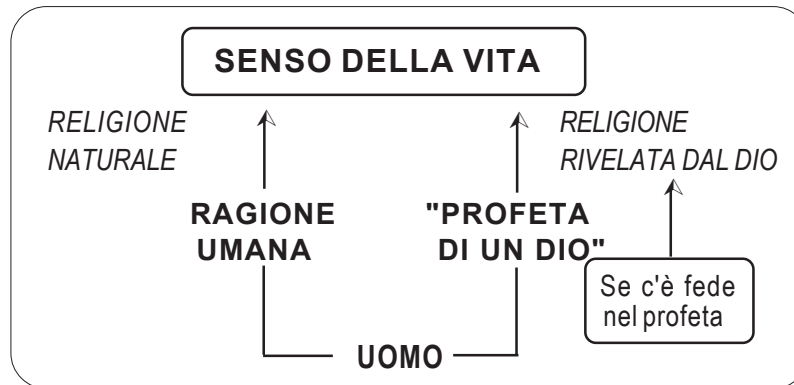 SENSO DELLA VITA
RELIGIONE
NATURALE
RELIGIONE
RIVELATA DAL DIO
RAGIONE
UMANA
"PROFETA
DI UN DIO"
Se c'è fede
nel profeta
UOMO